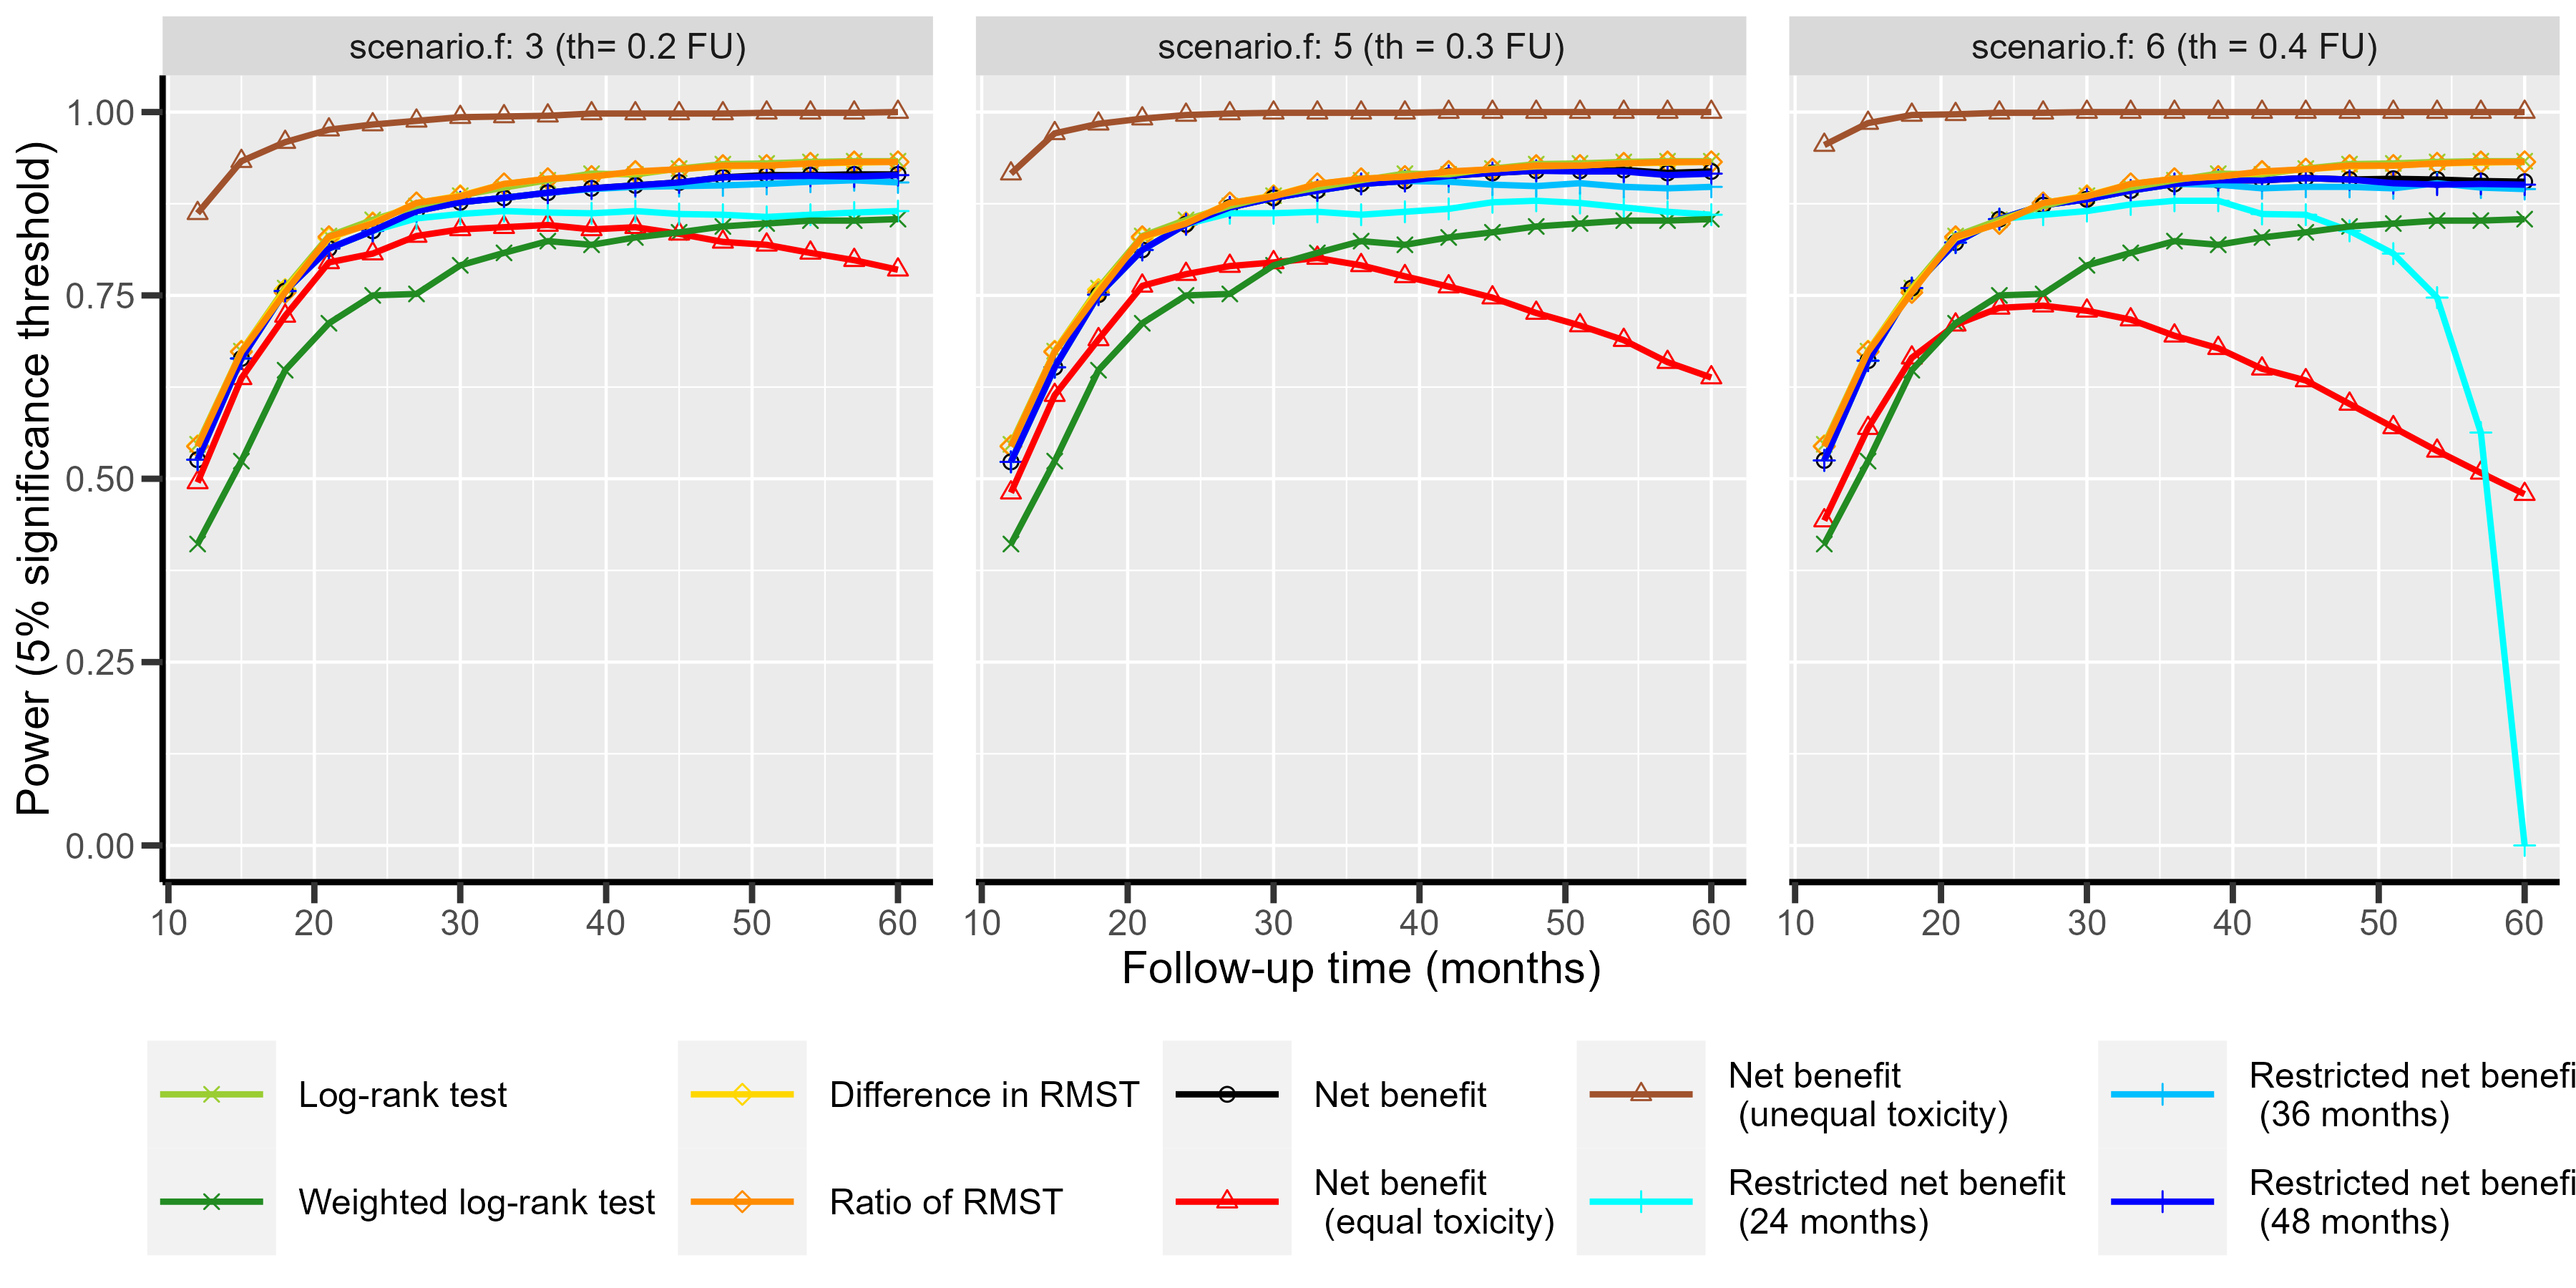 scenario.f: 3 (th= 0.2 FU)
scenario.f: 5 (th = 0.3 FU)
scenario.f: 6 (th = 0.4 FU)
Power (5% significance threshold)
1.00
0.75
0.50
0.25
0.00
10 20 30 40 50 60
10 20 30 40 50 60
10 20 30 40 50 60
Follow-up time (months)
Log-rank test
Weighted log-rank test
Difference in RMST
Ratio of RMST
Net benefit
Net benefit
(equal toxicity)
Net benefit
(unequal toxicity)
Restricted net benefit
(24 months)
Restricted net benefi
(36 months)
Restricted net benefi
(48 months)